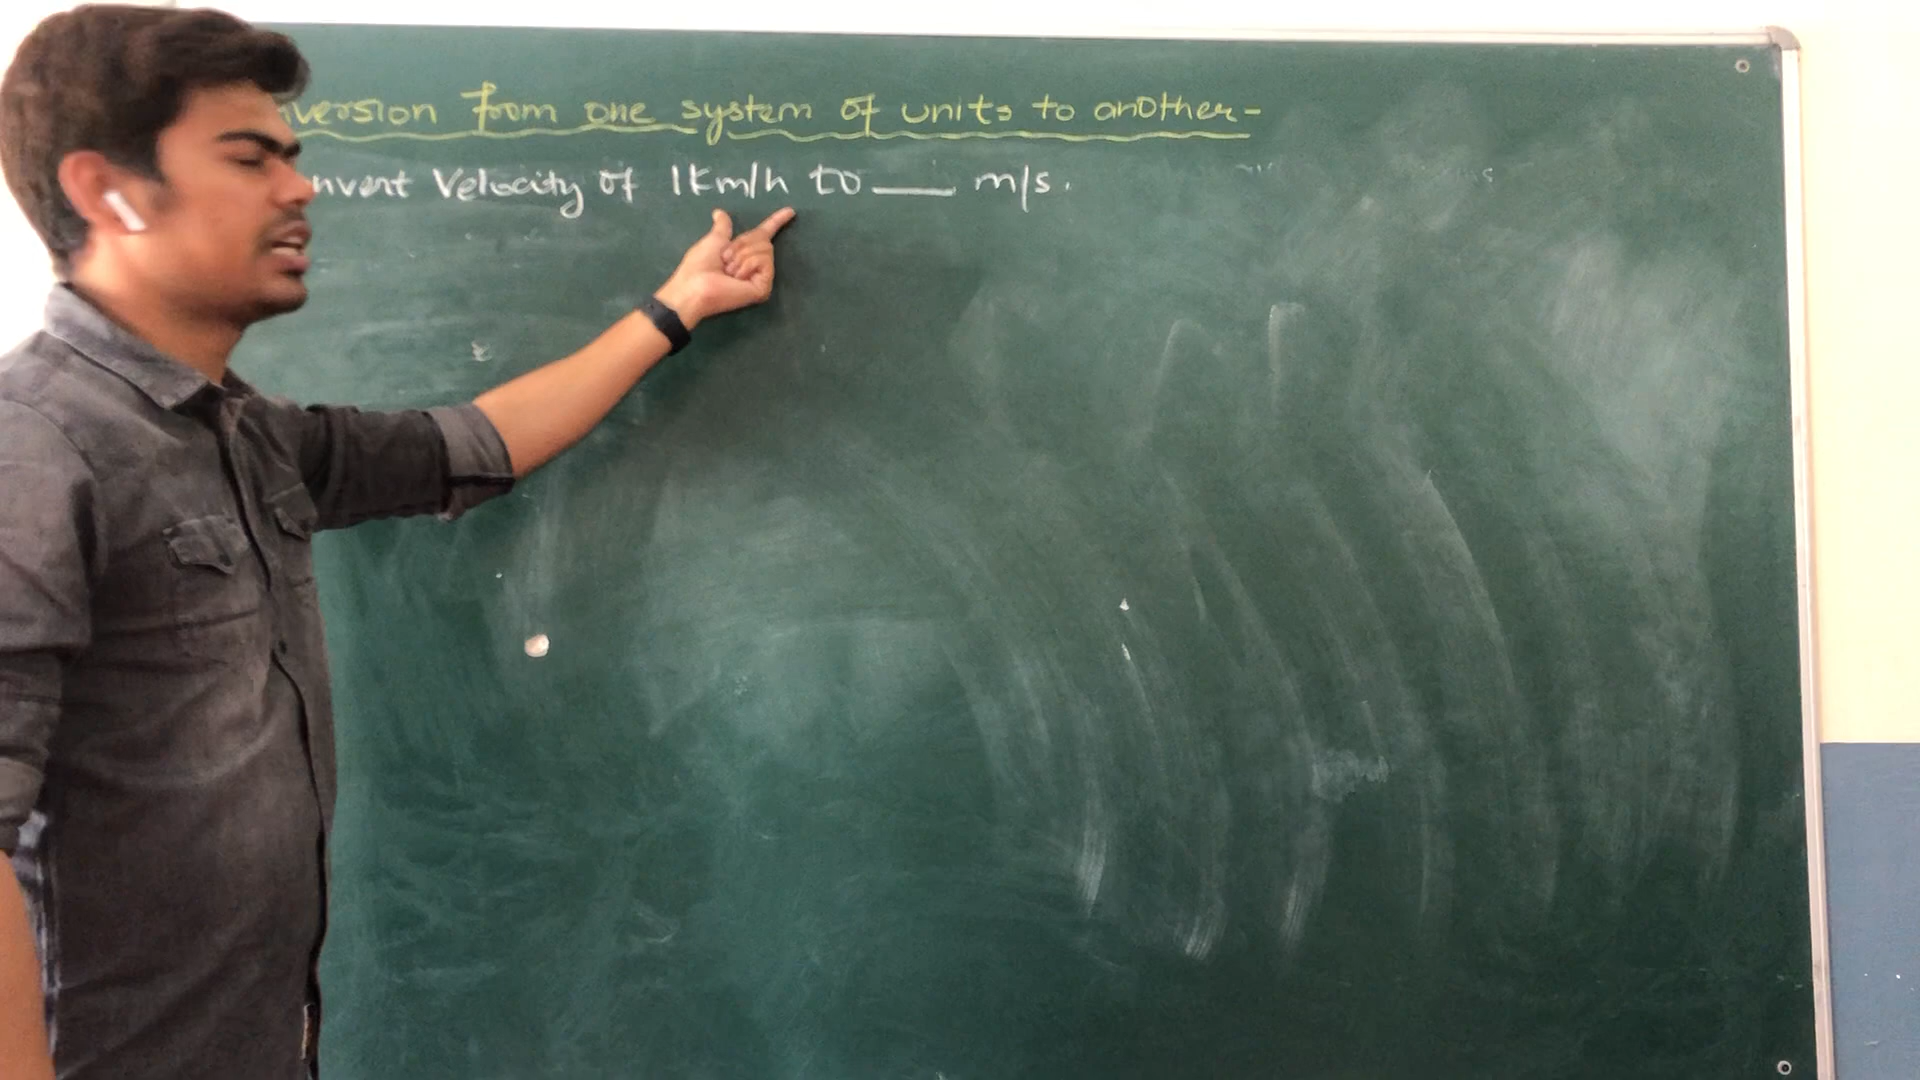 nversion from one system of units to another-
nvert Velocity of 1Km/h to ___ m/s.